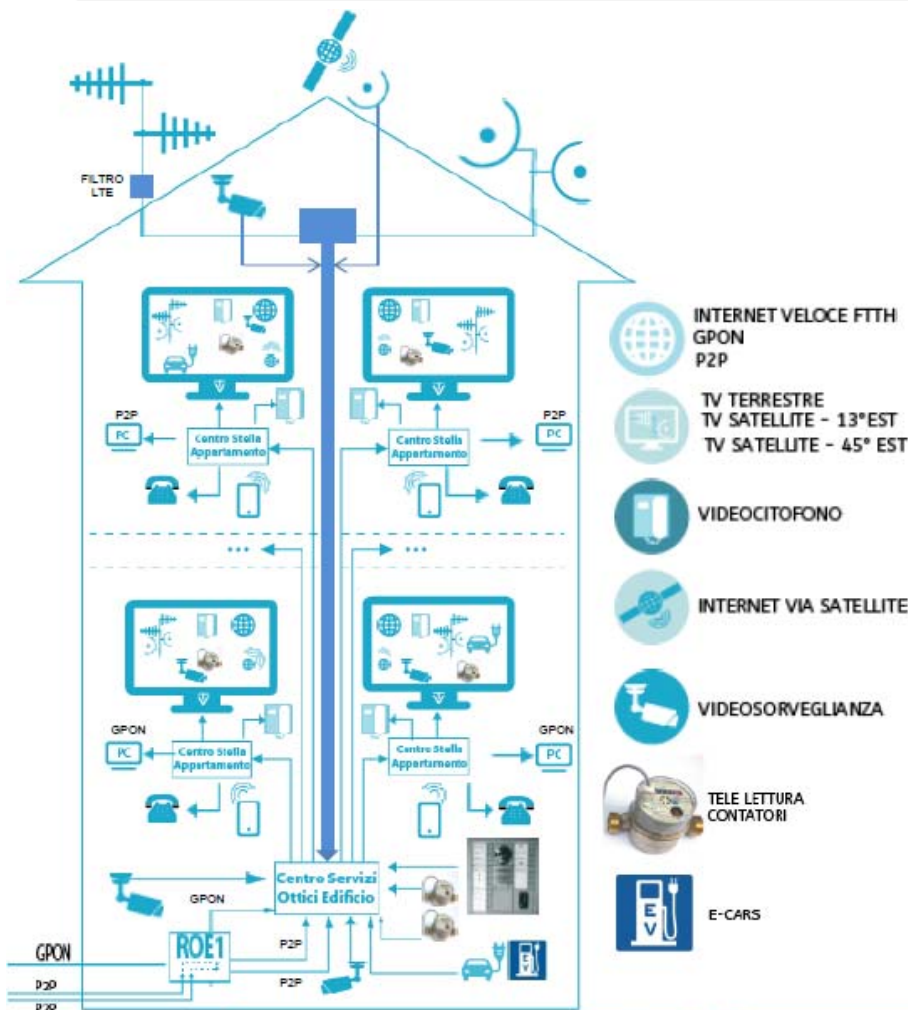 FILTRO
LTE
P2P
PC
Centro Stella
Appartamento
Centro Stella
Appartamento
P2P
PC
...
...
GPON
PC
Centro Stella
Appartamento
Centro Stella
Appartamento
GPON
PC
Centro Servizi
Ottici Edificio
GPON
ROE1
P2P
P2P
GPON
P2P
P2P
INTERNET VELOCE FTTH
GPON
P2P
TV TERRESTRE
TV SATELLITE - 13°EST
TV SATELLITE - 45° EST
VIDEOCITOFONO
INTERNET VIA SATELLITE
VIDEOSORVEGLIANZA
TELE LETTURA
CONTATORI
EV
E-CARS